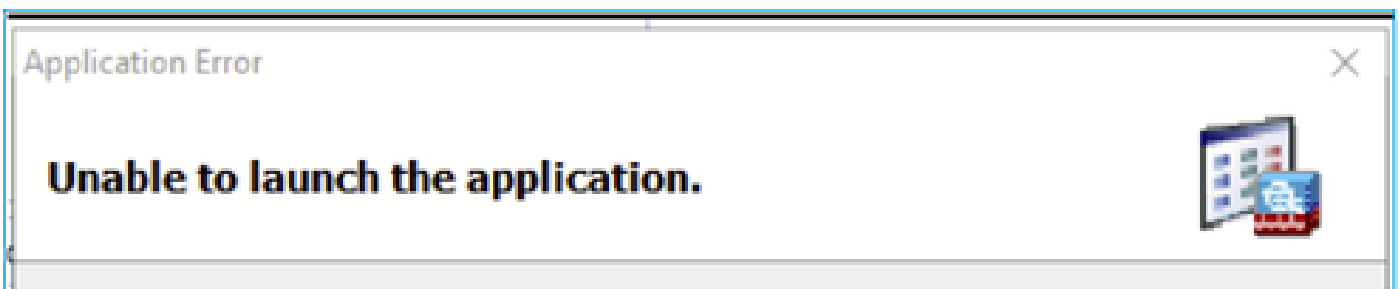 Application Error
Unable to launch the application.